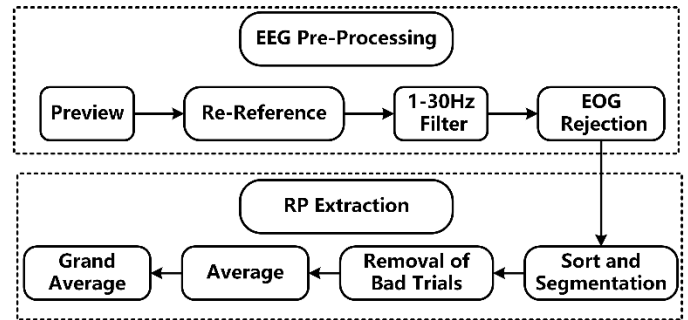 EEG Pre-Processing
Preview
Re-Reference
1-30Hz
Filter
EOG
Rejection
RP Extraction
Grand
Average
Average
Removal of
Bad Trials
Sort and
Segmentation